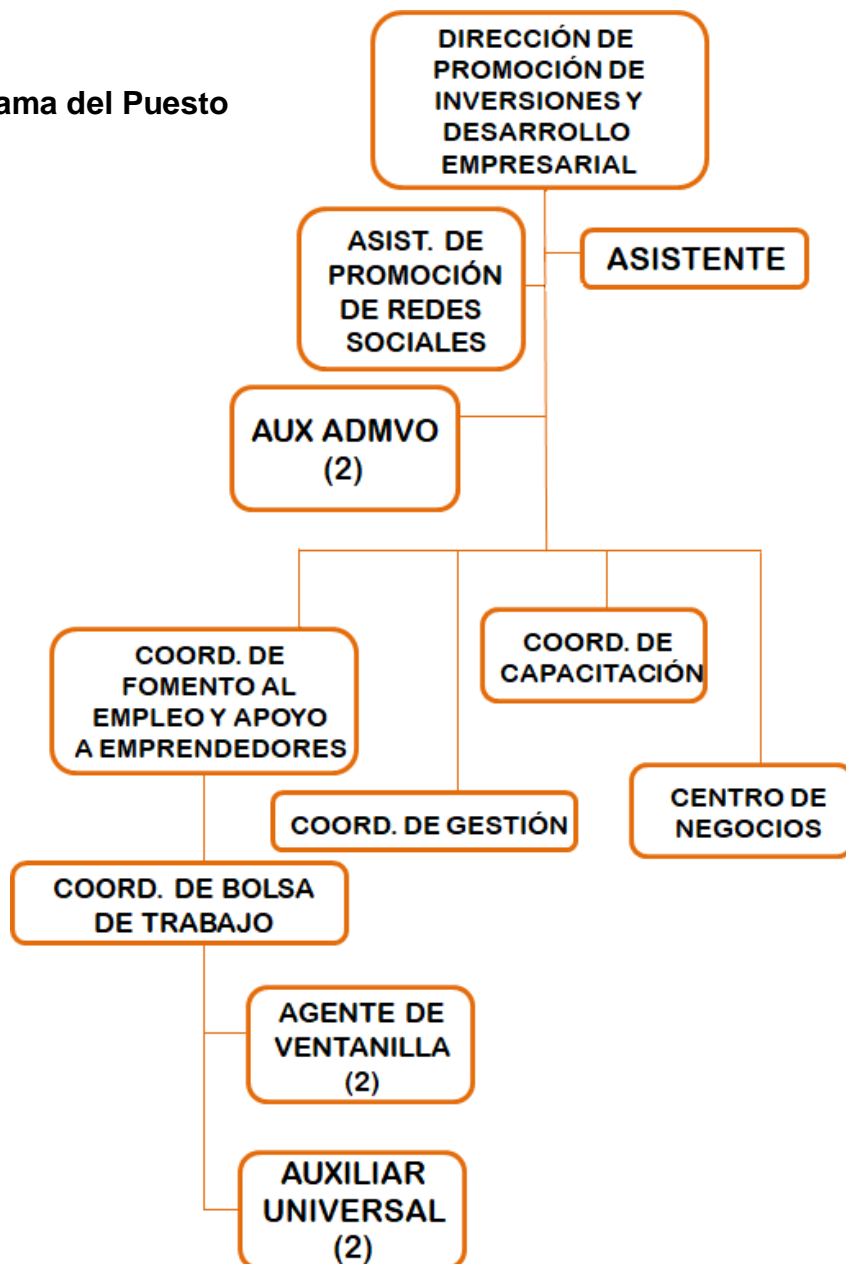 DIRECCIÓN DE
PROMOCIÓN DE
INVERSIONES Y
DESARROLLO
EMPRESARIAL
ama del Puesto
ASIST. DE
PROMOCIÓN
DE REDES
SOCIALES
ASISTENTE
AUX ADMVO
(2)
COORD. DE
FOMENTO AL
EMPLEO Y APOYO
A EMPRENDEDORES
COORD. DE
CAPACITACIÓN
COORD. DE GESTIÓN
CENTRO DE
NEGOCIOS
COORD. DE BOLSA
DE TRABAJO
AGENTE DE
VENTANILLA
(2)
AUXILIAR
UNIVERSAL
(2)